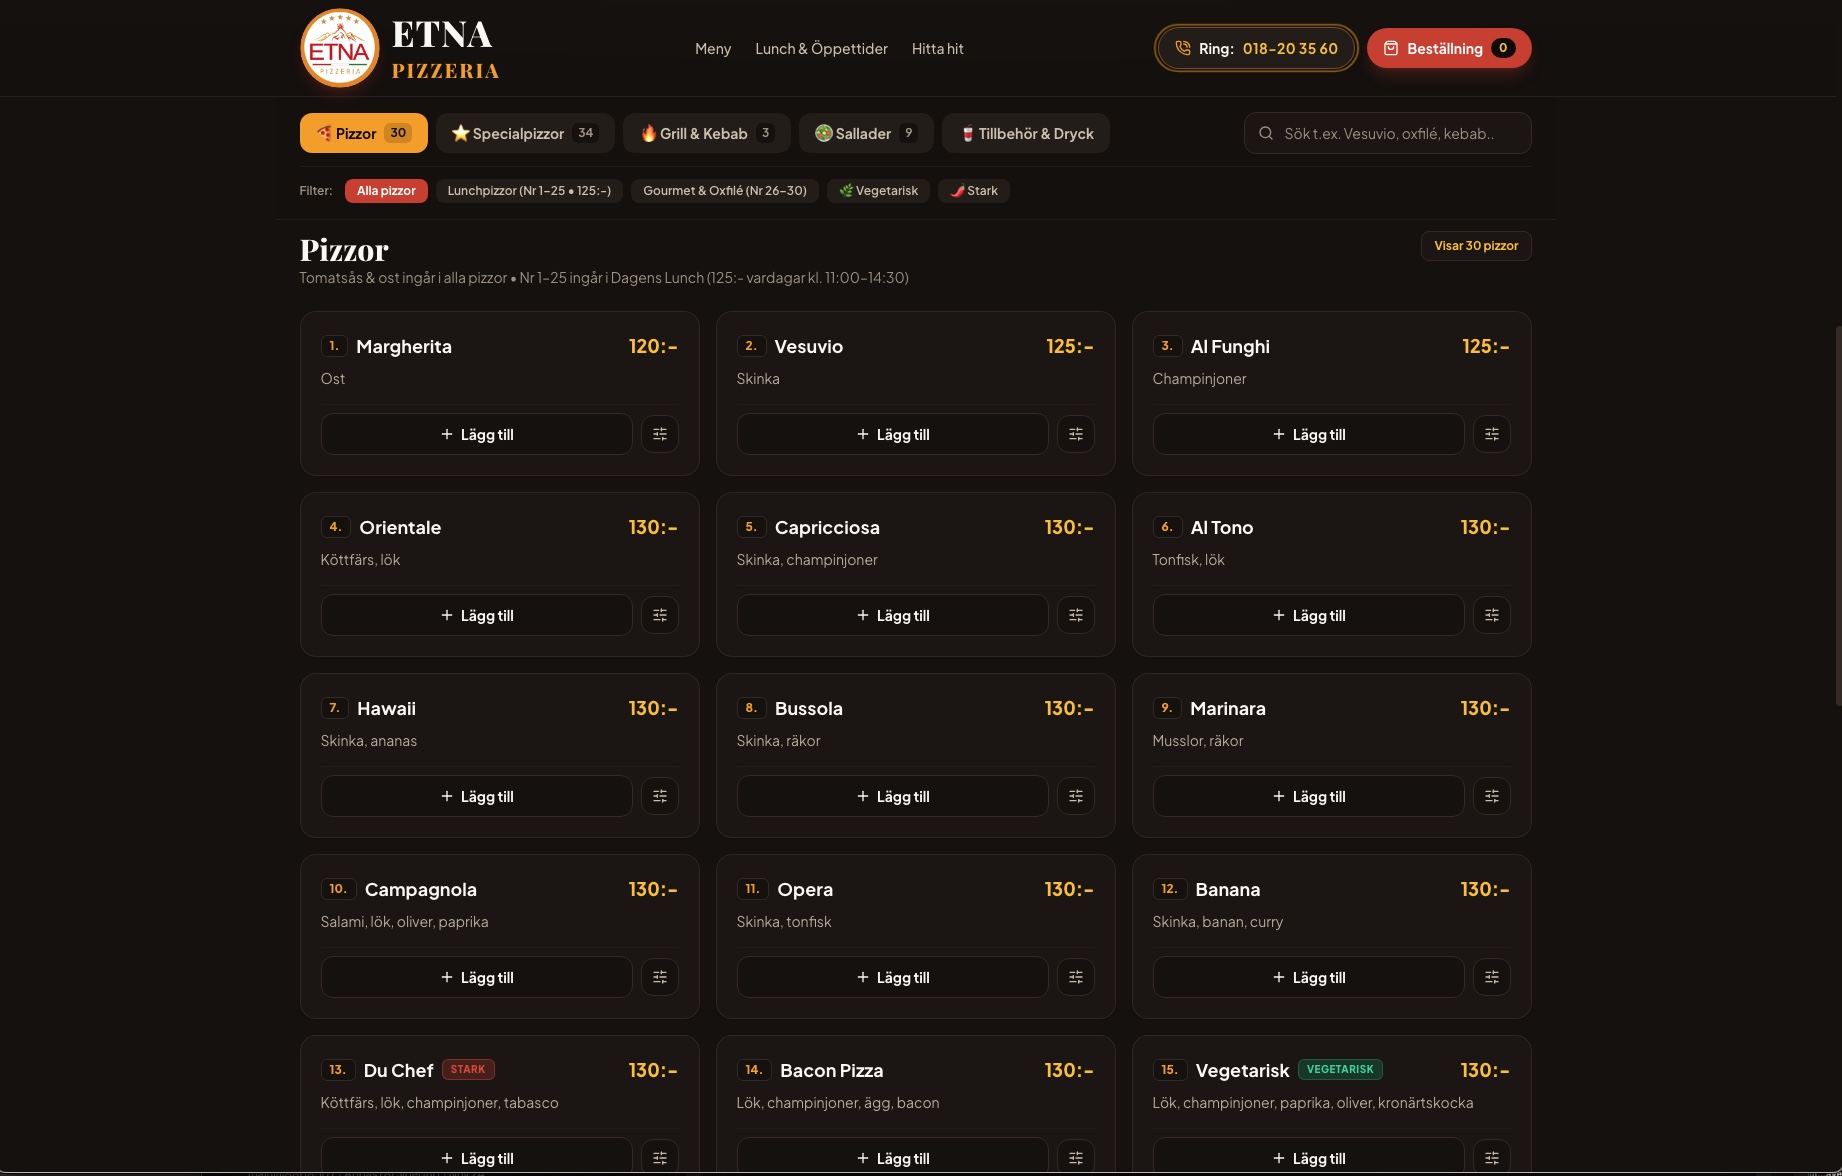 ETNA
PIZZERIA
ETNA
PIZZERIA
Meny
Lunch & Öppettider
Hitta hit
Ring: 018-20 35 60
Beställning 0
Pizzor 30
Specialpizzor 34
Grill & Kebab 3
Sallader 9
Tillbehör & Dryck
Sök t.ex. Vesuvio, oxfilé, kebab..
Filter:
Alla pizzor
Lunchpizzor (Nr 1–25 • 125:-)
Gourmet & Oxfilé (Nr 26–30)
Vegetarisk
Stark
Pizzor
Visar 30 pizzor
Tomatsås & ost ingår i alla pizzor • Nr 1–25 ingår i Dagens Lunch (125:- vardagar kl. 11:00–14:30)
1. Margherita 120:-
Ost
+ Lägg till
2. Vesuvio 125:-
Skinka
+ Lägg till
3. Al Funghi 125:-
Champinjoner
+ Lägg till
4. Orientale 130:-
Köttfärs, lök
+ Lägg till
5. Capricciosa 130:-
Skinka, champinjoner
+ Lägg till
6. Al Tono 130:-
Tonfisk, lök
+ Lägg till
7. Hawaii 130:-
Skinka, ananas
+ Lägg till
8. Bussola 130:-
Skinka, räkor
+ Lägg till
9. Marinara 130:-
Musslor, räkor
+ Lägg till
10. Campagnola 130:-
Salami, lök, oliver, paprika
+ Lägg till
11. Opera 130:-
Skinka, tonfisk
+ Lägg till
12. Banana 130:-
Skinka, banan, curry
+ Lägg till
13. Du Chef STARK 130:-
Köttfärs, lök, champinjoner, tabasco
+ Lägg till
14. Bacon Pizza 130:-
Lök, champinjoner, ägg, bacon
+ Lägg till
15. Vegetarisk VEGETARISK 130:-
Lök, champinjoner, paprika, oliver, kronärtskocka
+ Lägg till